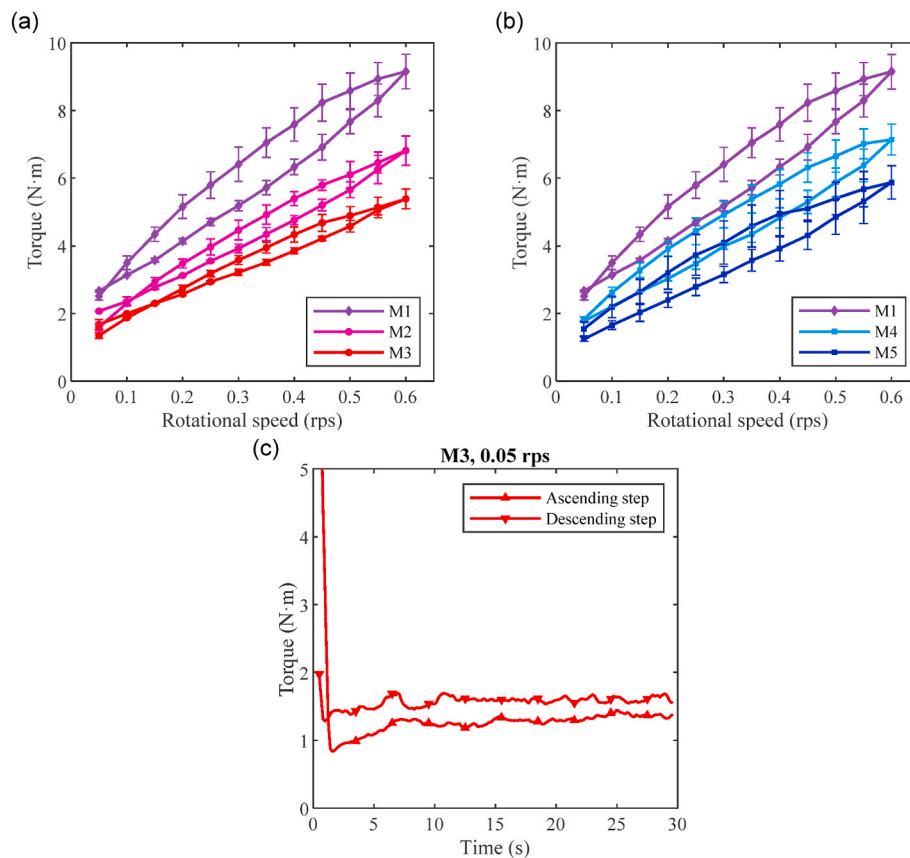 (a)
10
8
6
4
2
0
Torque (N·m)
0 0.1 0.2 0.3 0.4 0.5 0.6
Rotational speed (rps)
M1
M2
M3
(b)
10
8
6
4
2
0
Torque (N·m)
0 0.1 0.2 0.3 0.4 0.5 0.6
Rotational speed (rps)
M1
M4
M5
(c)
M3, 0.05 rps
5
4
3
2
1
0
Torque (N·m)
0 5 10 15 20 25 30
Time (s)
Ascending step
Descending step